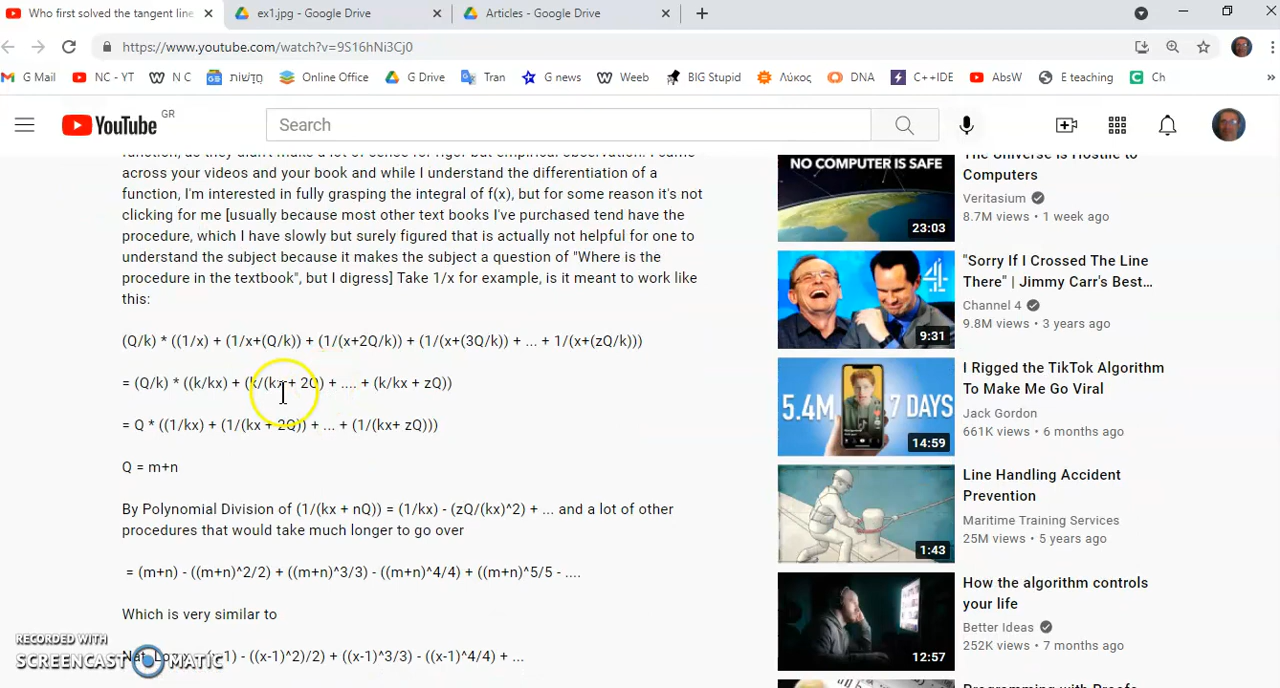 Who first solved the tangent line
ex1.jpg - Google Drive
Articles - Google Drive
https://www.youtube.com/watch?v=9S16hNi3Cj0
G Mail
NC - YT
N C
חֲדָשׁוֹת
Online Office
G Drive
Tran
G news
Weeb
BIG Stupid
Λύκος
DNA
C++IDE
AbsW
E teaching
Ch
YouTube GR
Search
across your videos and your book and while I understand the differentiation of a
function, I'm interested in fully grasping the integral of f(x), but for some reason it's not
clicking for me [usually because most other text books I've purchased tend have the
procedure, which I have slowly but surely figured that is actually not helpful for one to
understand the subject because it makes the subject a question of "Where is the
procedure in the textbook", but I digress] Take 1/x for example, is it meant to work like
this:
(Q/k) * ((1/x) + (1/x+(Q/k)) + (1/(x+2Q/k)) + (1/(x+(3Q/k)) + ... + 1/(x+(zQ/k)))
= (Q/k) * ((k/kx) + (k/(kx + 2Q) + .... + (k/kx + zQ))
= Q * ((1/kx) + (1/(kx + 2Q)) + ... + (1/(kx+ zQ)))
Q = m+n
By Polynomial Division of (1/(kx + nQ)) = (1/kx) - (zQ/(kx)^2) + ... and a lot of other
procedures that would take much longer to go over
= (m+n) - ((m+n)^2/2) + ((m+n)^3/3) - ((m+n)^4/4) + ((m+n)^5/5 - ....
Which is very similar to
- ((x-1)^2)/2) + ((x-1)^3/3) - ((x-1)^4/4) + ...
RECORDED WITH
SCREENCAST MATIC
NO COMPUTER IS SAFE
23:03
The Universe is Hostile to
Computers
Veritasium
8.7M views • 1 week ago
9:31
"Sorry If I Crossed The Line
There" | Jimmy Carr's Best...
Channel 4
9.8M views • 3 years ago
5.4M
7 DAYS
14:59
I Rigged the TikTok Algorithm
To Make Me Go Viral
Jack Gordon
661K views • 6 months ago
1:43
Line Handling Accident
Prevention
Maritime Training Services
25M views • 5 years ago
12:57
How the algorithm controls
your life
Better Ideas
252K views • 7 months ago
Programming with Proofs